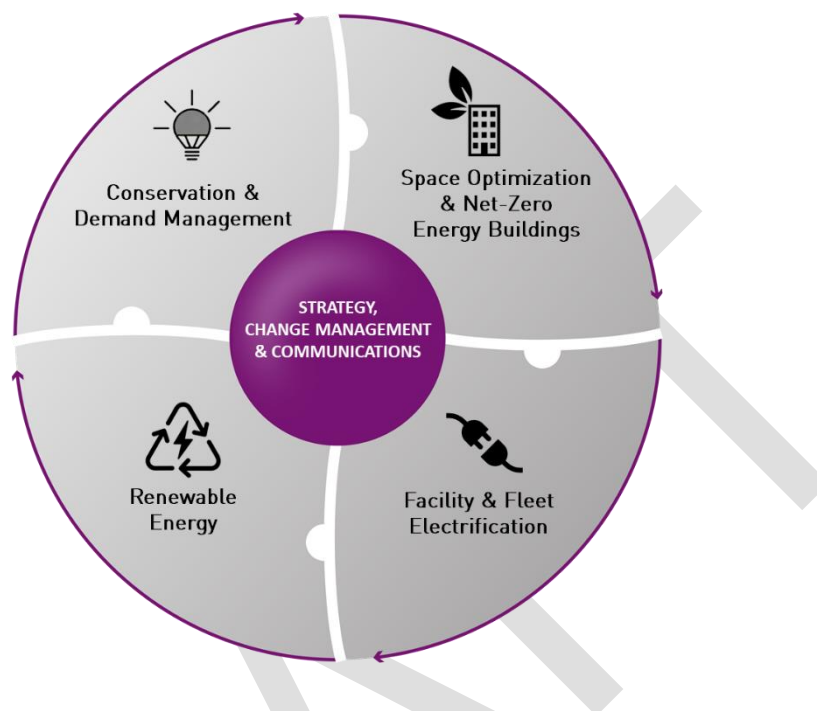 Conservation &
Demand Management
Space Optimization
& Net-Zero
Energy Buildings
STRATEGY,
CHANGE MANAGEMENT
& COMMUNICATIONS
Renewable
Energy
Facility & Fleet
Electrification